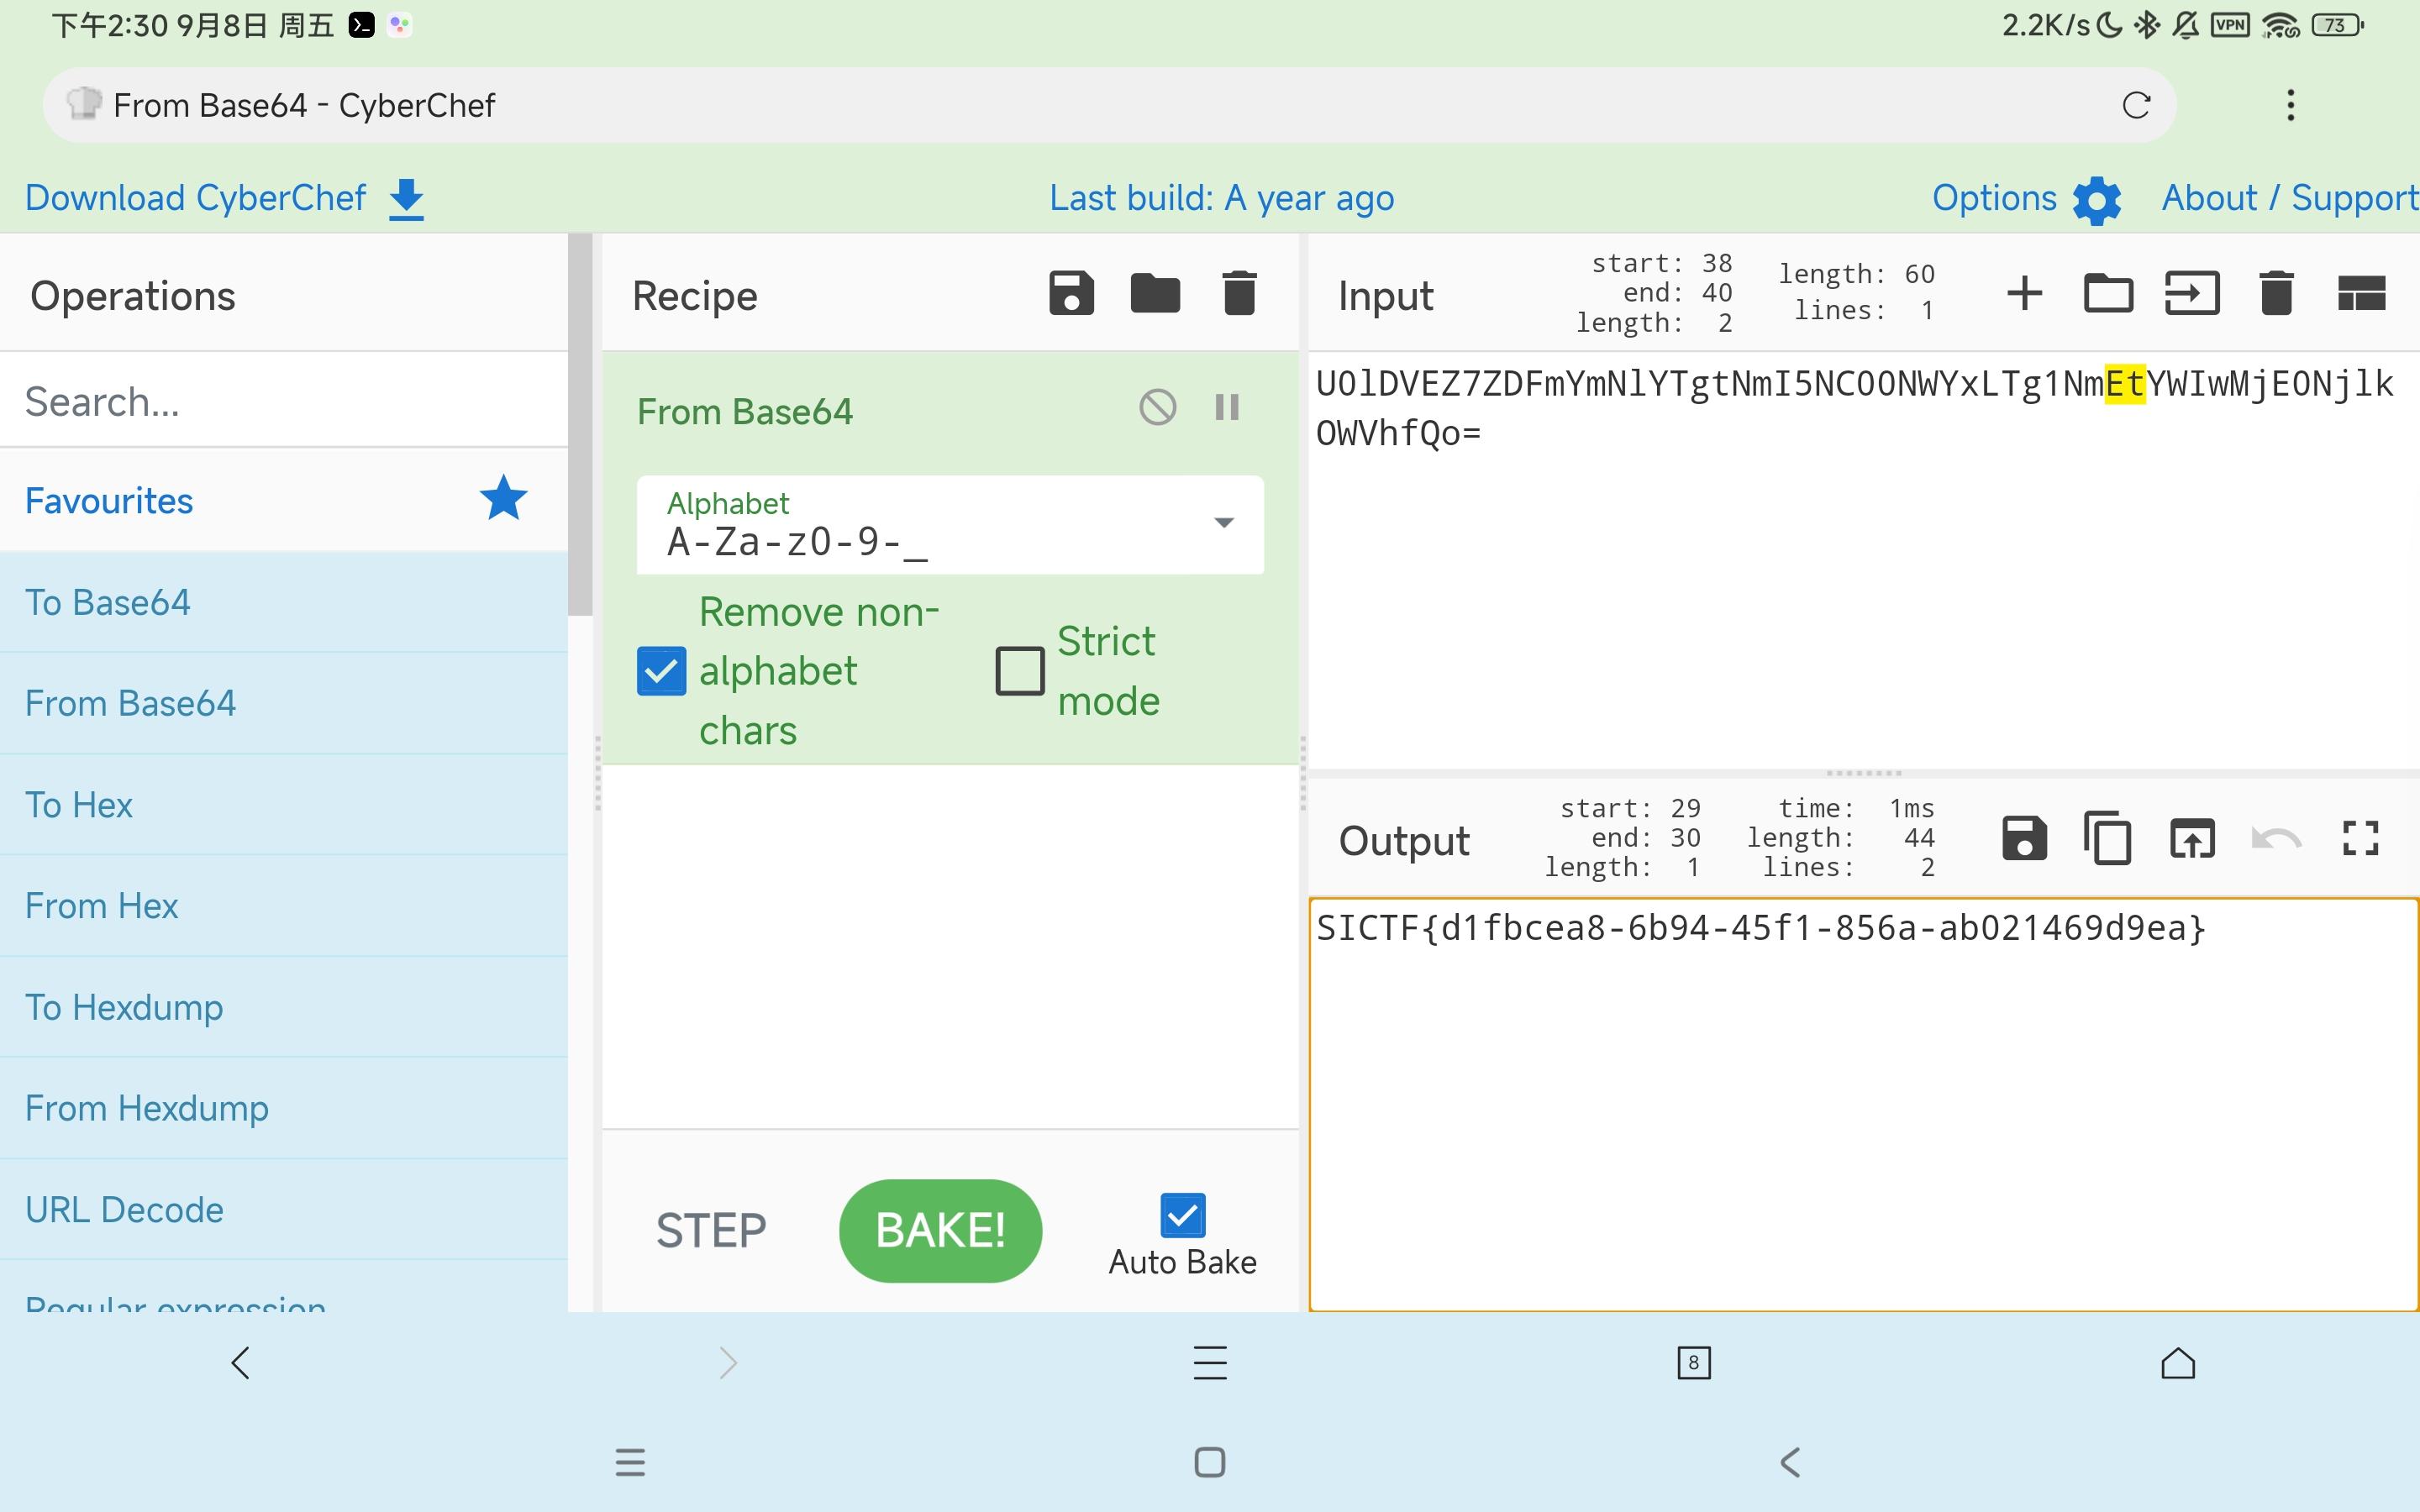 下午2:30 9月8日 周五
2.2K/s VPN 73
From Base64 - CyberChef
Download CyberChef
Last build: A year ago
Options
About / Support
Operations
Search...
Favourites
To Base64
From Base64
To Hex
From Hex
To Hexdump
From Hexdump
URL Decode
Regular expression
Recipe
From Base64
Alphabet
A-Za-z0-9-_
Remove non-
alphabet
chars
Strict
mode
STEP
BAKE!
Auto Bake
Input
start: 38
end: 40
length: 2
length: 60
lines: 1
U0lDVEZ7ZDFmYmNlYTgtNmI5NC00NWYxLTg1NmEtYWIwMjE0Njlk
OWVhfQo=
Output
start: 29
end: 30
length: 1
time: 1ms
length: 44
lines: 2
SICTF{d1fbcea8-6b94-45f1-856a-ab021469d9ea}
8